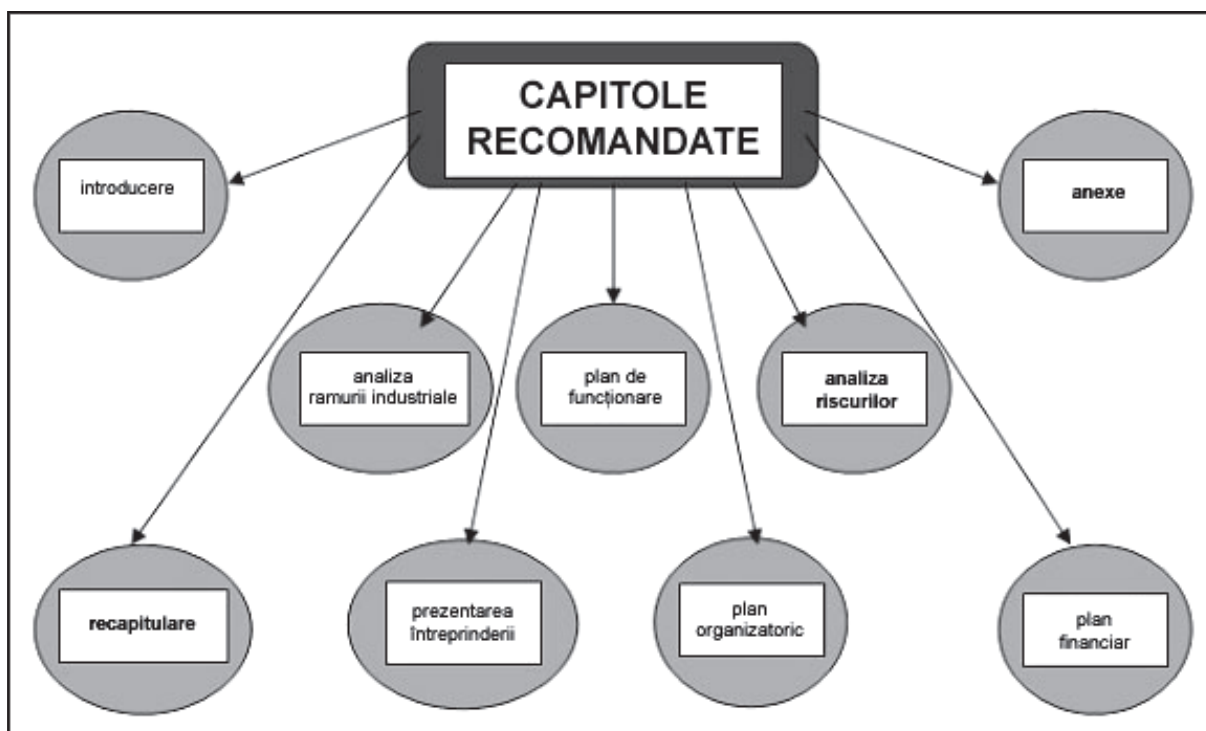 CAPITOLE
RECOMANDATE
introducere
anexe
analiza
ramurii industriale
plan de
funcționare
analiza
riscurilor
recapitulare
prezentarea
întreprinderii
plan
organizatoric
plan
financiar